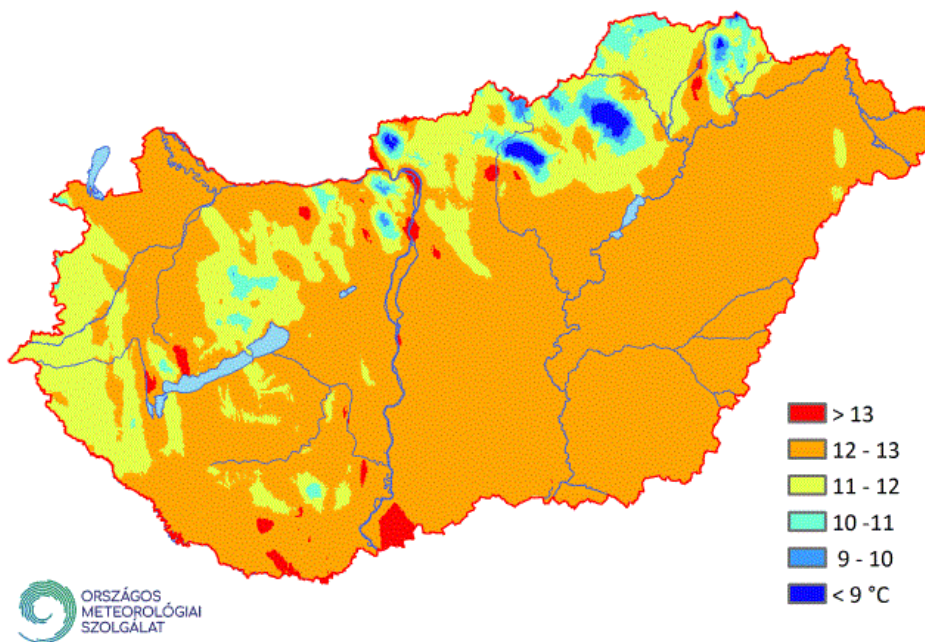 > 13
12 - 13
11 - 12
10 -11
9 - 10
< 9 °C
ORSZÁGOS
METEOROLÓGIAI
SZOLGÁLAT